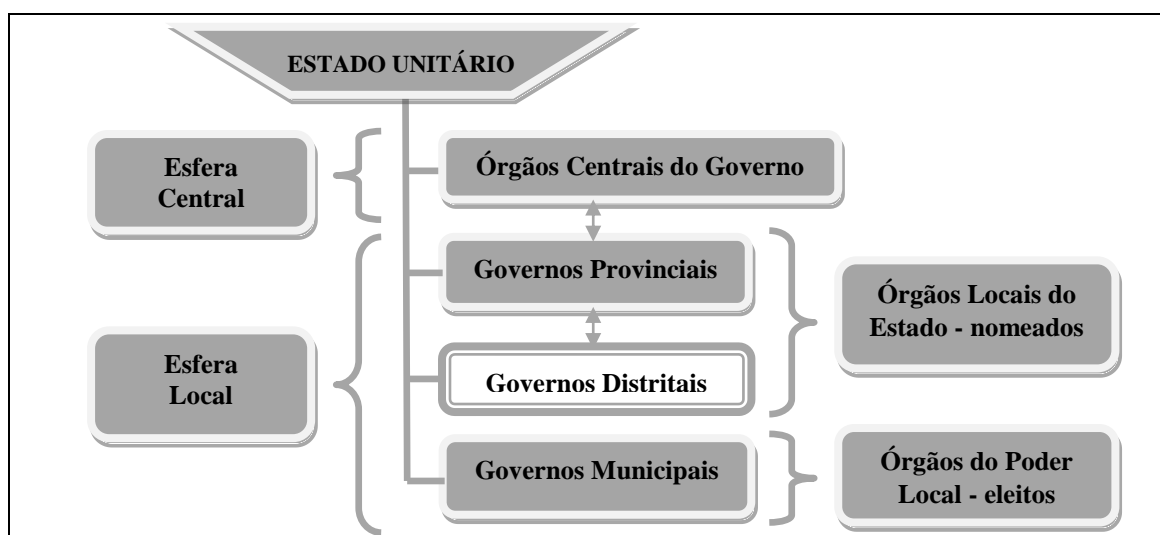 ESTADO UNITÁRIO
Esfera
Central
Órgãos Centrais do Governo
Governos Provinciais
Órgãos Locais do
Estado - nomeados
Esfera
Local
Governos Distritais
Governos Municipais
Órgãos do Poder
Local - eleitos